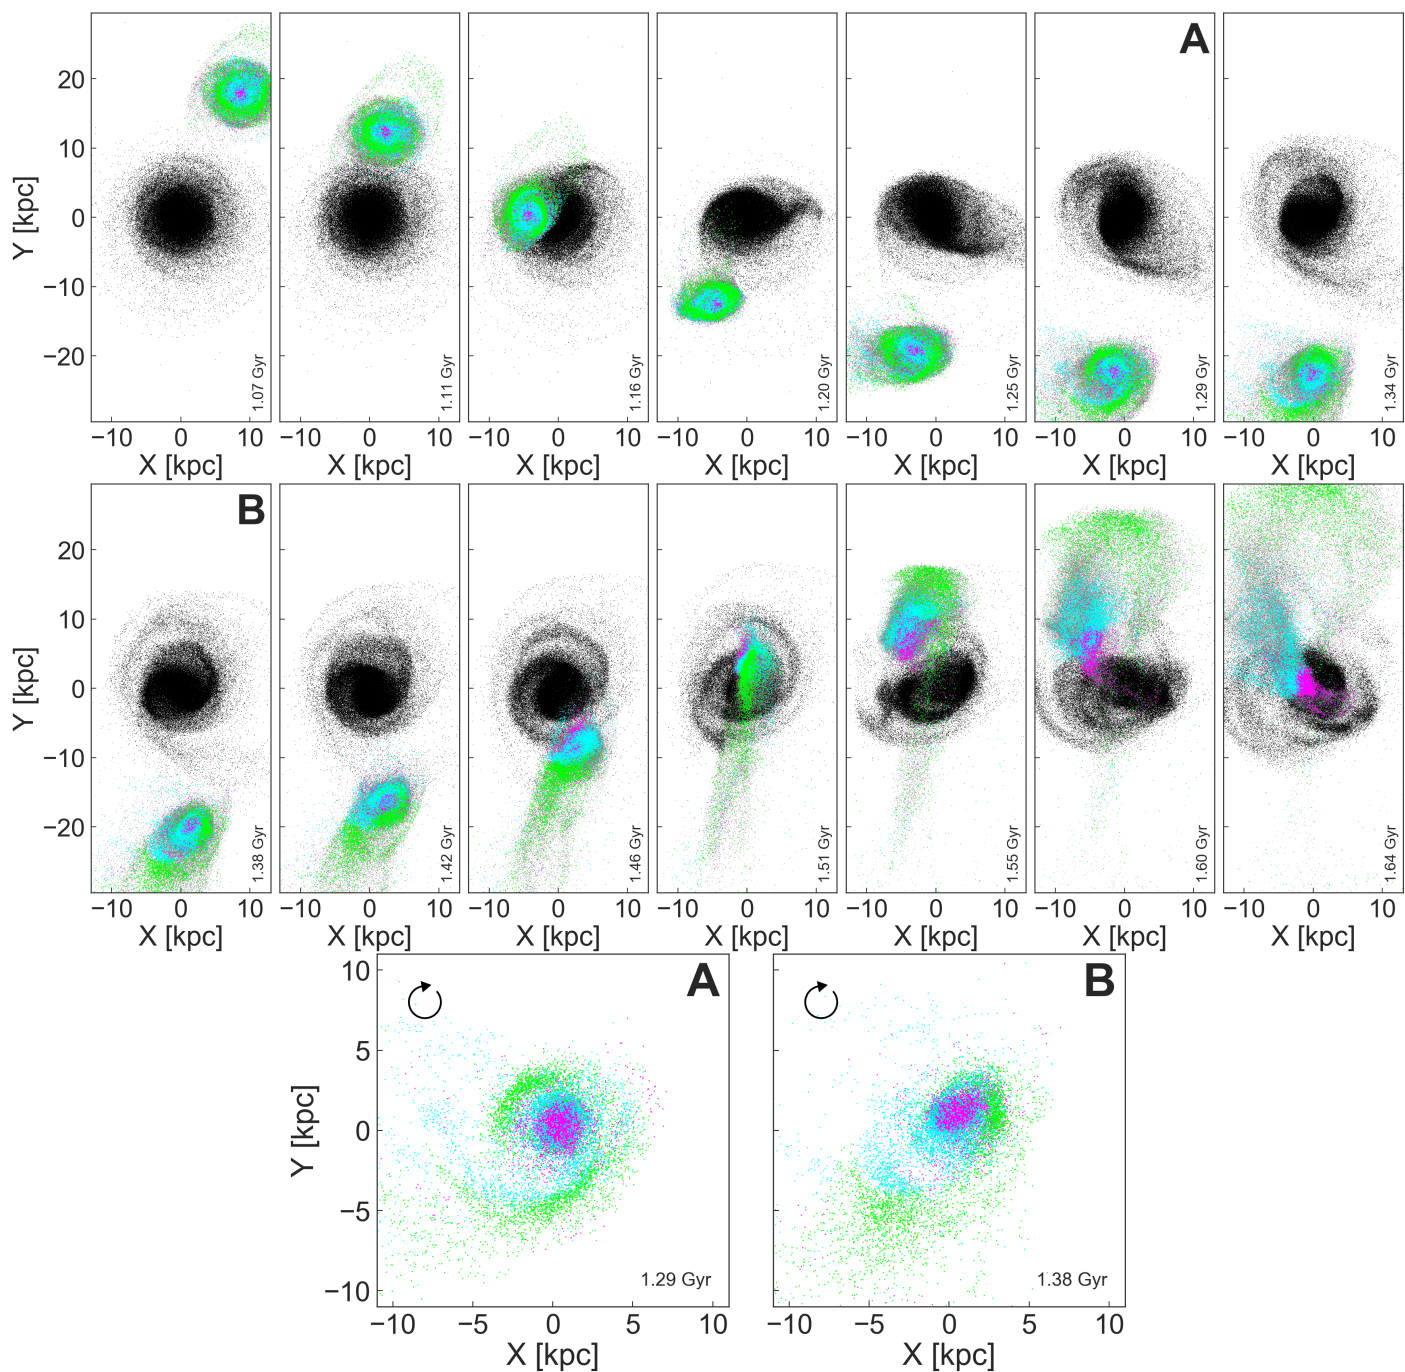 A
20
10
0
−10
−20
Y [kpc]
1.07 Gyr
1.11 Gyr
1.16 Gyr
1.20 Gyr
1.25 Gyr
1.29 Gyr
1.34 Gyr
−10 0 10 −10 0 10 −10 0 10 −10 0 10 −10 0 10 −10 0 10 −10 0 10
X [kpc] X [kpc] X [kpc] X [kpc] X [kpc] X [kpc] X [kpc]
B
20
10
0
−10
−20
Y [kpc]
1.38 Gyr
1.42 Gyr
1.46 Gyr
1.51 Gyr
1.55 Gyr
1.60 Gyr
1.64 Gyr
−10 0 10 −10 0 10 −10 0 10 −10 0 10 −10 0 10 −10 0 10 −10 0 10
X [kpc] X [kpc] X [kpc] X [kpc] X [kpc] X [kpc] X [kpc]
A
10
5
0
−5
−10
Y [kpc]
1.29 Gyr
−10 −5 0 5 10
X [kpc]
B
1.38 Gyr
−10 −5 0 5 10
X [kpc]